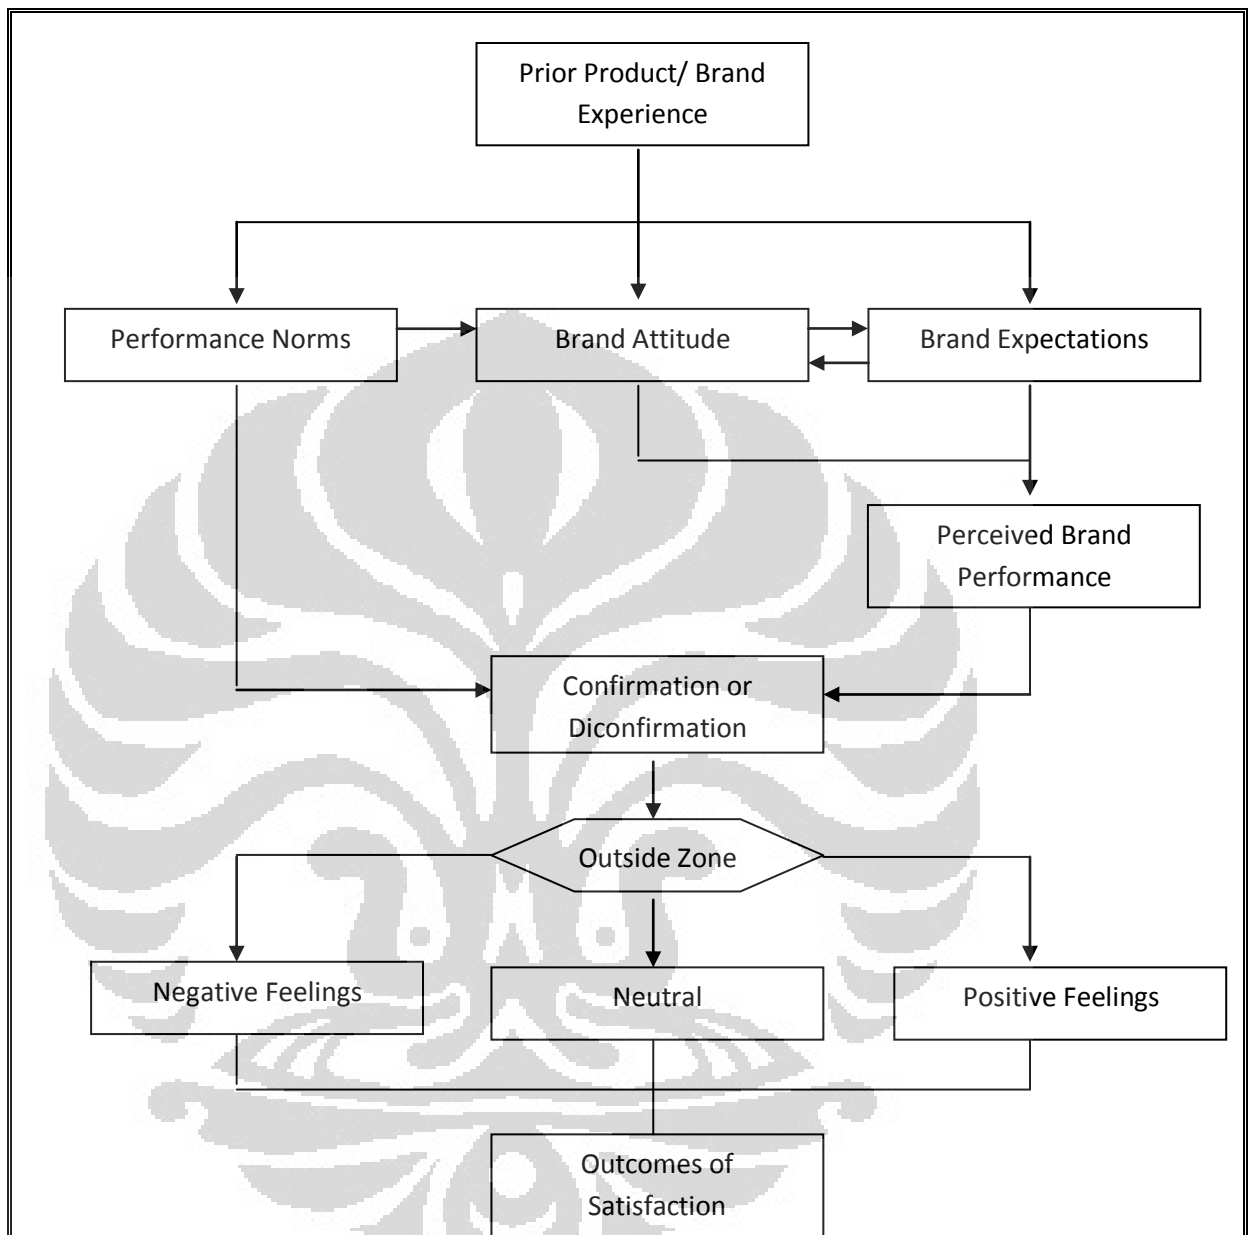 Prior Product/ Brand
Experience
Performance Norms
Brand Attitude
Brand Expectations
Perceived Brand
Performance
Confirmation or
Diconfirmation
Outside Zone
Negative Feelings
Neutral
Positive Feelings
Outcomes of
Satisfaction